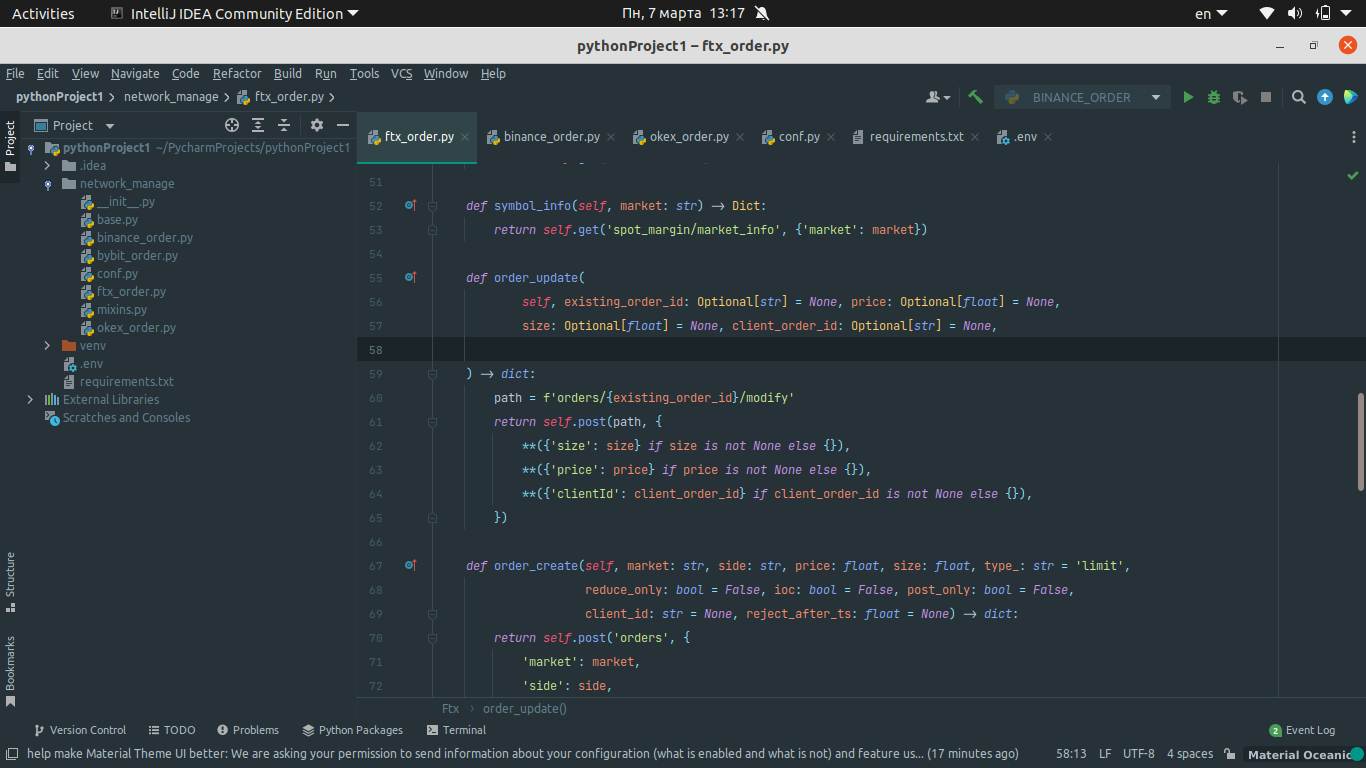 Activities IntelliJ IDEA Community Edition Пн, 7 марта 13:17 en
pythonProject1 – ftx_order.py
File Edit View Navigate Code Refactor Build Run Tools VCS Window Help
pythonProject1 network_manage ftx_order.py BINANCE_ORDER
Project
Project
pythonProject1 ~/PycharmProjects/pythonProject1
.idea
network_manage
__init__.py
base.py
binance_order.py
bybit_order.py
conf.py
ftx_order.py
mixins.py
okex_order.py
venv
.env
requirements.txt
External Libraries
Scratches and Consoles
Structure
Bookmarks
ftx_order.py binance_order.py okex_order.py conf.py requirements.txt .env
51
52 def symbol_info(self, market: str) → Dict:
53 return self.get('spot_margin/market_info', {'market': market})
54
55 def order_update(
56 self, existing_order_id: Optional[str] = None, price: Optional[float] = None,
57 size: Optional[float] = None, client_order_id: Optional[str] = None,
58
59 ) → dict:
60 path = f'orders/{existing_order_id}/modify'
61 return self.post(path, {
62 **({'size': size} if size is not None else {}),
63 **({'price': price} if price is not None else {}),
64 **({'clientId': client_order_id} if client_order_id is not None else {}),
65 })
66
67 def order_create(self, market: str, side: str, price: float, size: float, type_: str = 'limit',
68 reduce_only: bool = False, ioc: bool = False, post_only: bool = False,
69 client_id: str = None, reject_after_ts: float = None) → dict:
70 return self.post('orders', {
71 'market': market,
72 'side': side,
Ftx order_update()
Version Control TODO Problems Python Packages Terminal 2 Event Log
help make Material Theme UI better: We are asking your permission to send information about your configuration (what is enabled and what is not) and feature us... (17 minutes ago) 58:13 LF UTF-8 4 spaces Material Oceanic